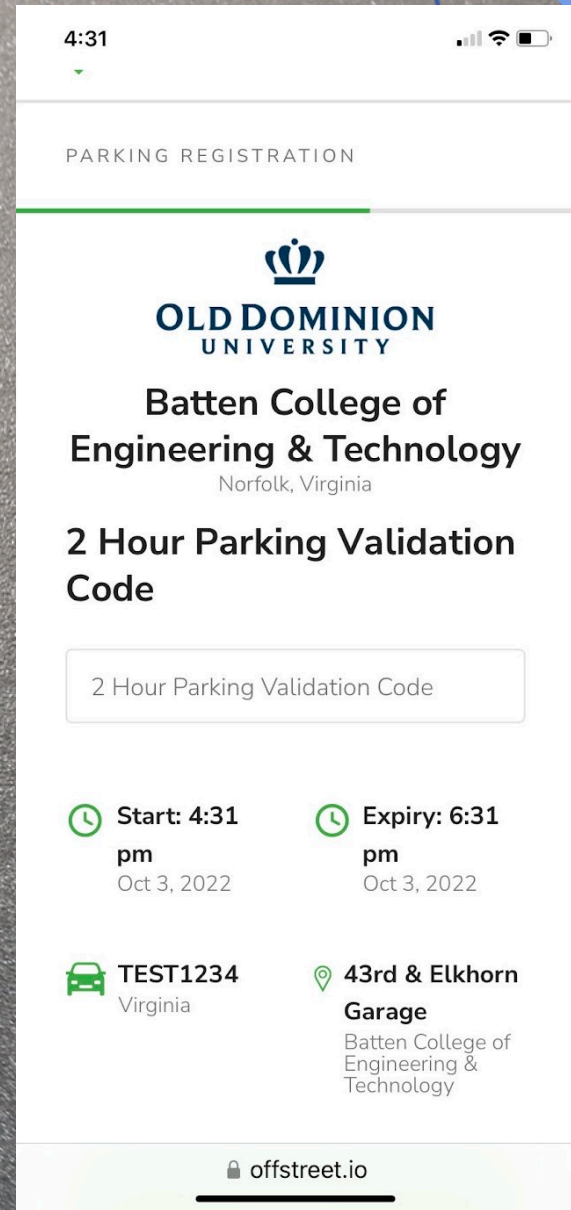 4:31
PARKING REGISTRATION
OLD DOMINION
UNIVERSITY
Batten College of
Engineering & Technology
Norfolk, Virginia
2 Hour Parking Validation
Code
2 Hour Parking Validation Code
Start: 4:31
pm
Oct 3, 2022
Expiry: 6:31
pm
Oct 3, 2022
TEST1234
Virginia
43rd & Elkhorn
Garage
Batten College of
Engineering &
Technology
offstreet.io